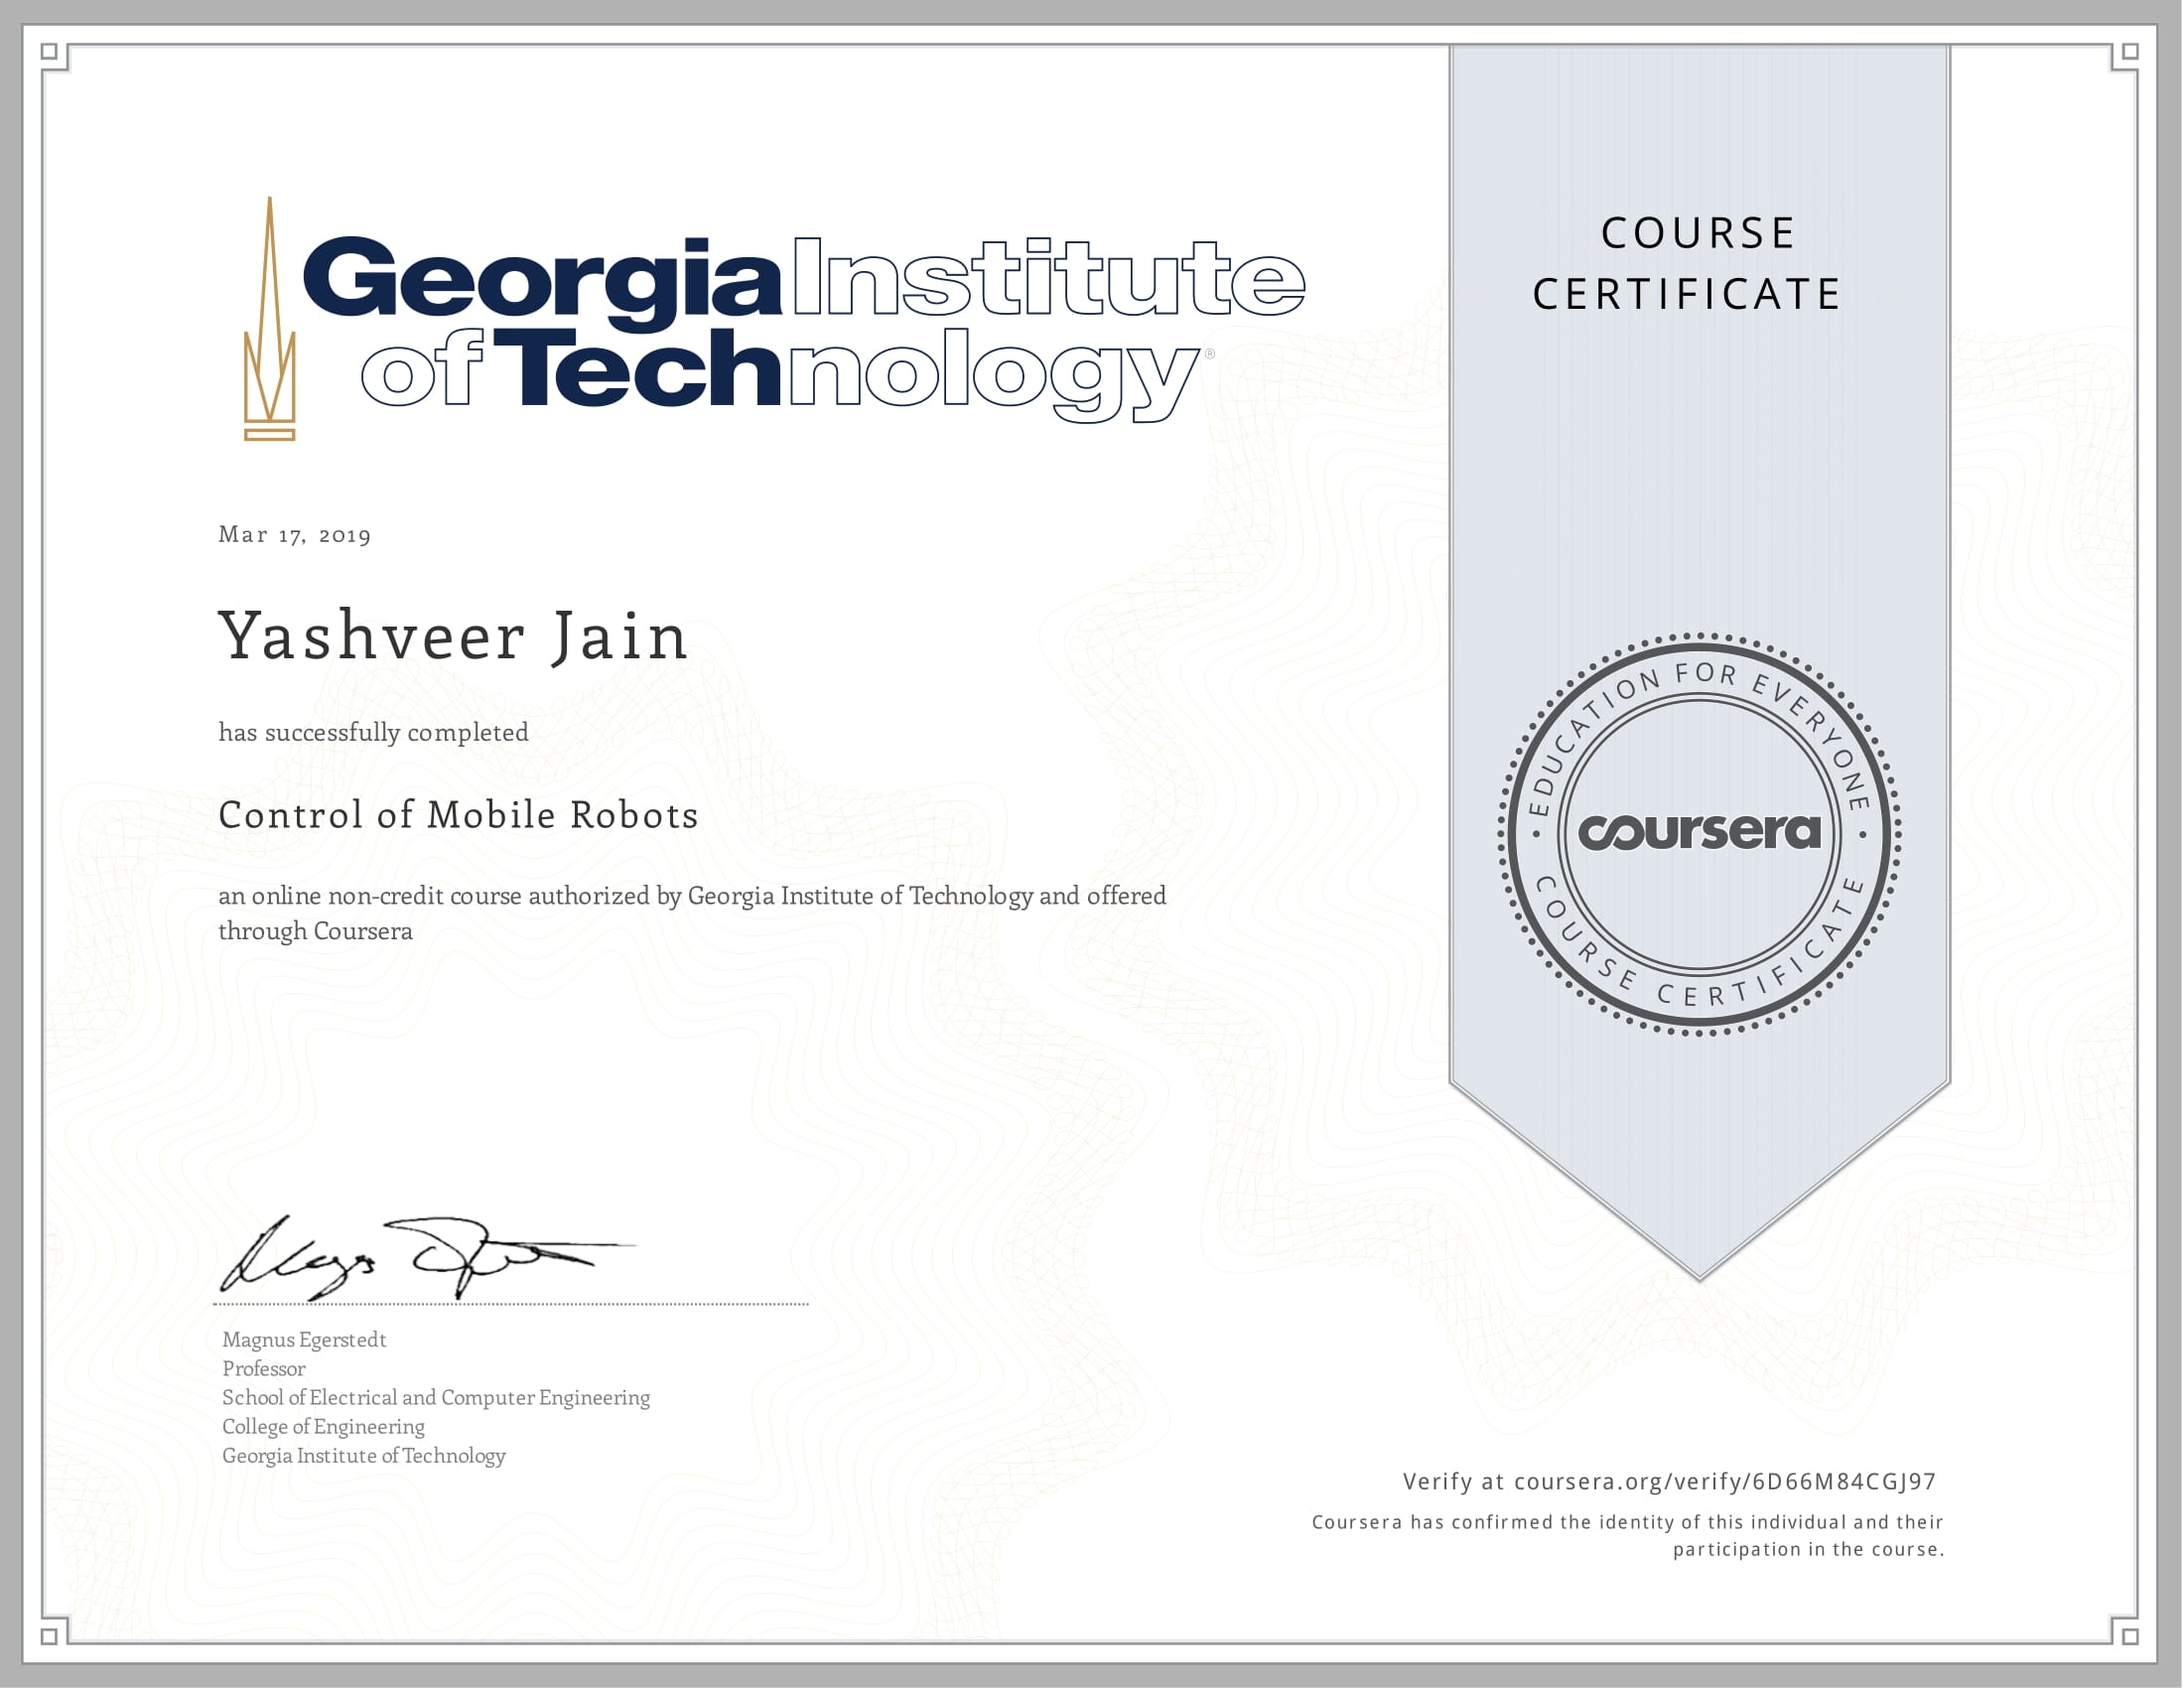 Georgia Institute
of Technology®
COURSE
CERTIFICATE
Mar 17, 2019
Yashveer Jain
has successfully completed
Control of Mobile Robots
an online non-credit course authorized by Georgia Institute of Technology and offered
through Coursera
EDUCATION FOR EVERYONE
coursera
COURSE CERTIFICATE
Magnus Egerstedt
Professor
School of Electrical and Computer Engineering
College of Engineering
Georgia Institute of Technology
Verify at coursera.org/verify/6D66M84CGJ97
Coursera has confirmed the identity of this individual and their
participation in the course.